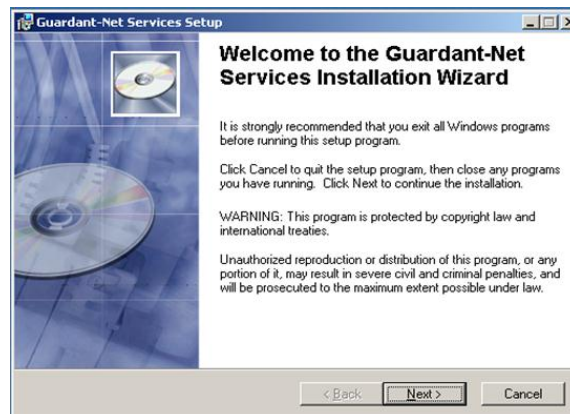 Guardant-Net Services Setup
Welcome to the Guardant-Net
Services Installation Wizard
It is strongly recommended that you exit all Windows programs
before running this setup program.
Click Cancel to quit the setup program, then close any programs
you have running. Click Next to continue the installation.
WARNING: This program is protected by copyright law and
international treaties.
Unauthorized reproduction or distribution of this program, or any
portion of it, may result in severe civil and criminal penalties, and
will be prosecuted to the maximum extent possible under law.
< Back Next > Cancel